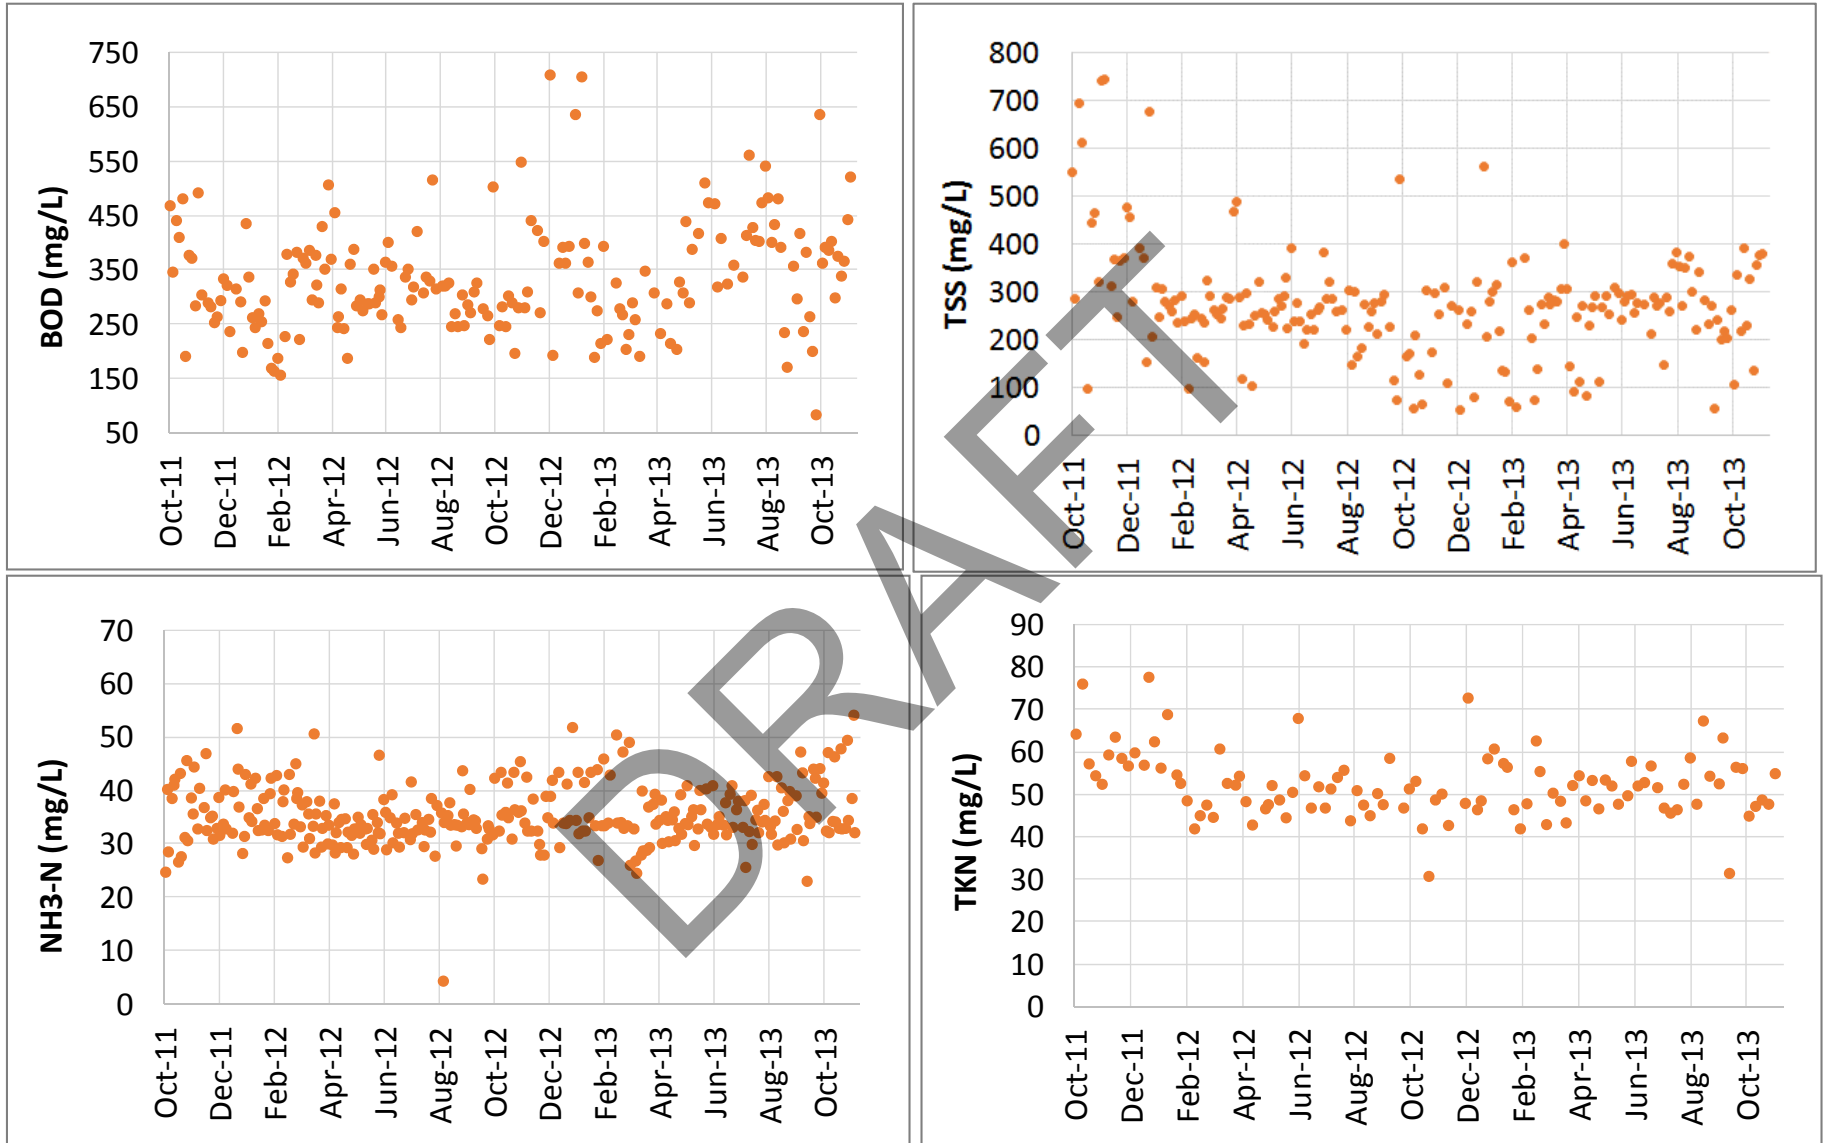 BOD (mg/L)
750
650
550
450
350
250
150
50
Oct-11
Dec-11
Feb-12
Apr-12
Jun-12
Aug-12
Oct-12
Dec-12
Feb-13
Apr-13
Jun-13
Aug-13
Oct-13
TSS (mg/L)
800
700
600
500
400
300
200
100
0
Oct-11
Dec-11
Feb-12
Apr-12
Jun-12
Aug-12
Oct-12
Dec-12
Feb-13
Apr-13
Jun-13
Aug-13
Oct-13
NH3-N (mg/L)
70
60
50
40
30
20
10
0
Oct-11
Dec-11
Feb-12
Apr-12
Jun-12
Aug-12
Oct-12
Dec-12
Feb-13
Apr-13
Jun-13
Aug-13
Oct-13
TKN (mg/L)
90
80
70
60
50
40
30
20
10
0
Oct-11
Dec-11
Feb-12
Apr-12
Jun-12
Aug-12
Oct-12
Dec-12
Feb-13
Apr-13
Jun-13
Aug-13
Oct-13
DRAFT